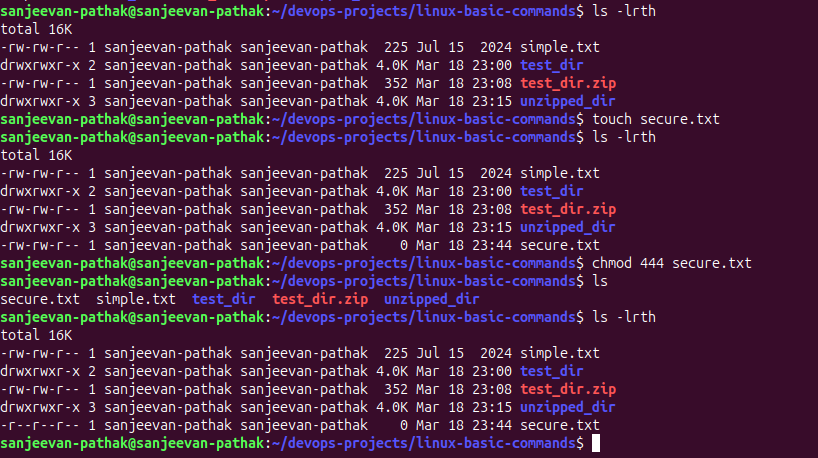 sanjeevan-pathak@sanjeevan-pathak:~/devops-projects/linux-basic-commands$ ls -lrth
total 16K
-rw-rw-r-- 1 sanjeevan-pathak sanjeevan-pathak  225 Jul 15  2024 simple.txt
drwxrwxr-x 2 sanjeevan-pathak sanjeevan-pathak 4.0K Mar 18 23:00 test_dir
-rw-rw-r-- 1 sanjeevan-pathak sanjeevan-pathak  352 Mar 18 23:08 test_dir.zip
drwxrwxr-x 3 sanjeevan-pathak sanjeevan-pathak 4.0K Mar 18 23:15 unzipped_dir
sanjeevan-pathak@sanjeevan-pathak:~/devops-projects/linux-basic-commands$ touch secure.txt
sanjeevan-pathak@sanjeevan-pathak:~/devops-projects/linux-basic-commands$ ls -lrth
total 16K
-rw-rw-r-- 1 sanjeevan-pathak sanjeevan-pathak  225 Jul 15  2024 simple.txt
drwxrwxr-x 2 sanjeevan-pathak sanjeevan-pathak 4.0K Mar 18 23:00 test_dir
-rw-rw-r-- 1 sanjeevan-pathak sanjeevan-pathak  352 Mar 18 23:08 test_dir.zip
drwxrwxr-x 3 sanjeevan-pathak sanjeevan-pathak 4.0K Mar 18 23:15 unzipped_dir
-rw-rw-r-- 1 sanjeevan-pathak sanjeevan-pathak    0 Mar 18 23:44 secure.txt
sanjeevan-pathak@sanjeevan-pathak:~/devops-projects/linux-basic-commands$ chmod 444 secure.txt
sanjeevan-pathak@sanjeevan-pathak:~/devops-projects/linux-basic-commands$ ls
secure.txt  simple.txt  test_dir  test_dir.zip  unzipped_dir
sanjeevan-pathak@sanjeevan-pathak:~/devops-projects/linux-basic-commands$ ls -lrth
total 16K
-rw-rw-r-- 1 sanjeevan-pathak sanjeevan-pathak  225 Jul 15  2024 simple.txt
drwxrwxr-x 2 sanjeevan-pathak sanjeevan-pathak 4.0K Mar 18 23:00 test_dir
-rw-rw-r-- 1 sanjeevan-pathak sanjeevan-pathak  352 Mar 18 23:08 test_dir.zip
drwxrwxr-x 3 sanjeevan-pathak sanjeevan-pathak 4.0K Mar 18 23:15 unzipped_dir
-r--r--r-- 1 sanjeevan-pathak sanjeevan-pathak    0 Mar 18 23:44 secure.txt
sanjeevan-pathak@sanjeevan-pathak:~/devops-projects/linux-basic-commands$